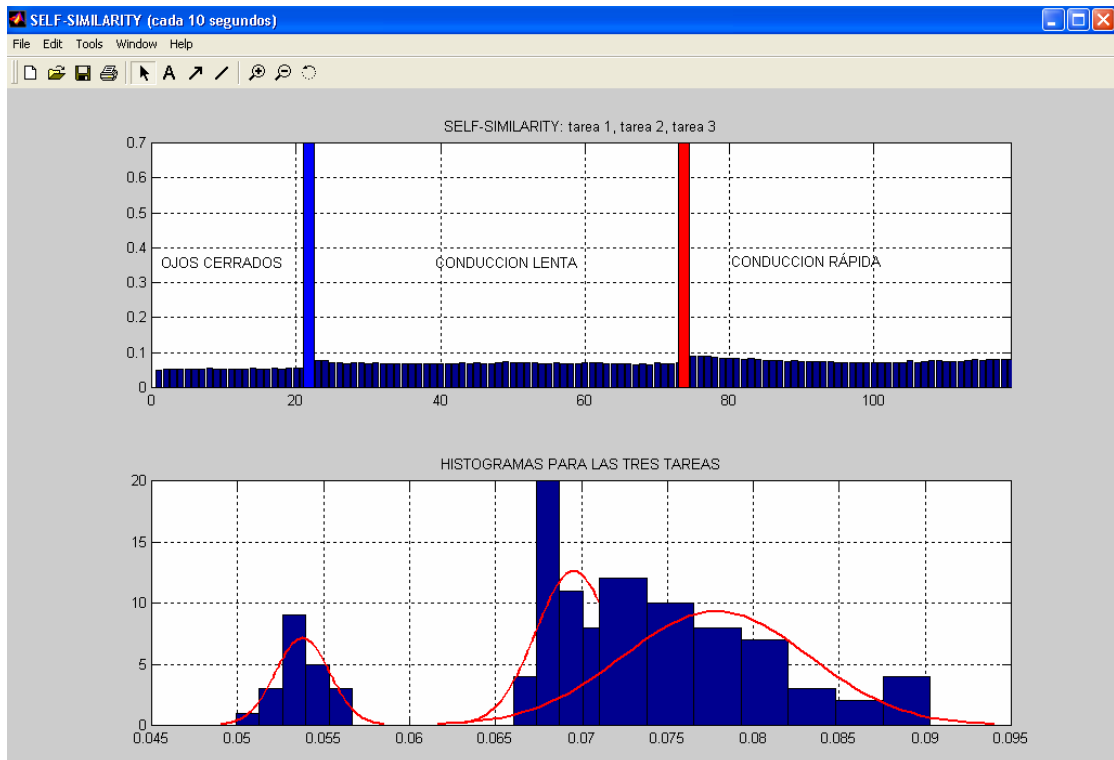 SELF-SIMILARITY (cada 10 segundos)
File Edit Tools Window Help
A
SELF-SIMILARITY: tarea 1, tarea 2, tarea 3
0.7
0.6
0.5
0.4
OJOS CERRADOS CONDUCCION LENTA CONDUCCION RÁPIDA
0.3
0.2
0.1
0
0 20 40 60 80 100
HISTOGRAMAS PARA LAS TRES TAREAS
20
15
10
5
0
0.045 0.05 0.055 0.06 0.065 0.07 0.075 0.08 0.085 0.09 0.095